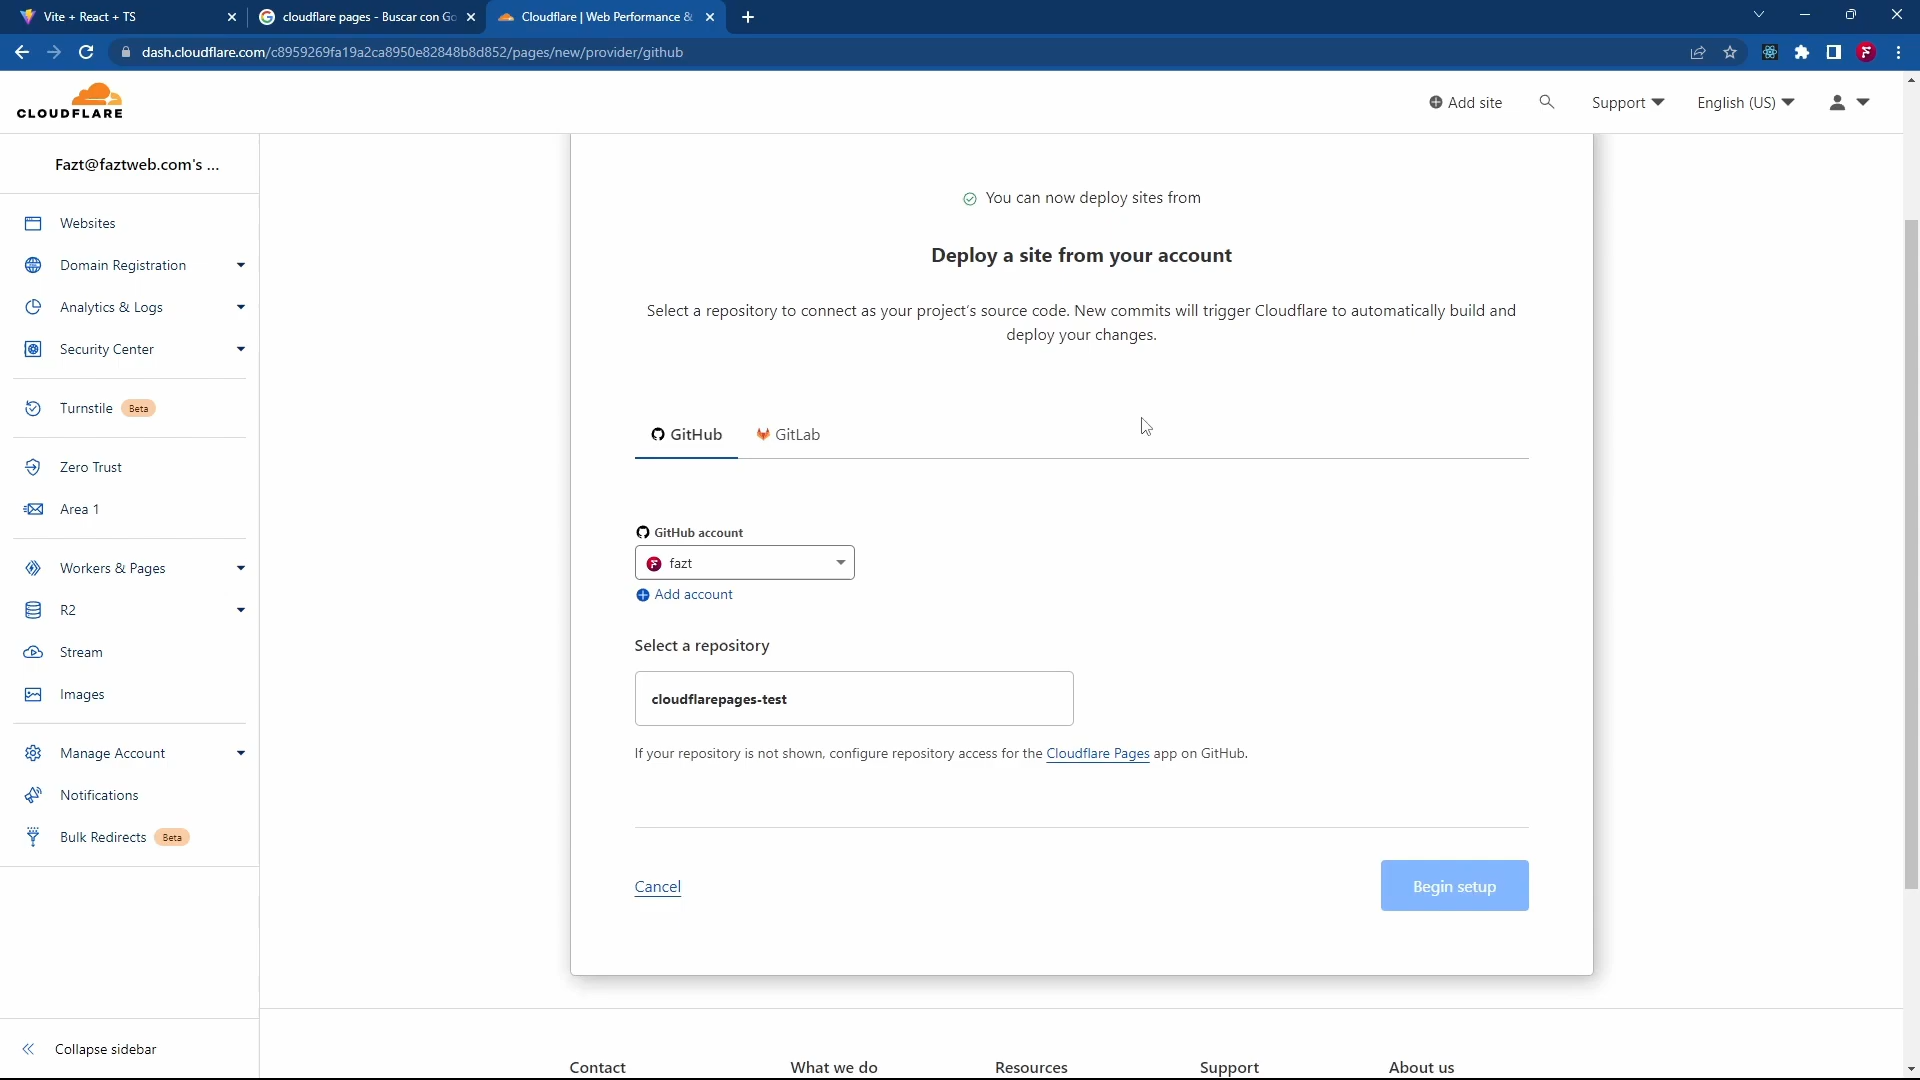 Vite + React + TS
cloudflare pages - Buscar con Go
Cloudflare | Web Performance &
dash.cloudflare.com/c8959269fa19a2ca8950e82848b8d852/pages/new/provider/github
CLOUDFLARE
Add site
Support
English (US)
Fazt@faztweb.com's ...
Websites
Domain Registration
Analytics & Logs
Security Center
Turnstile Beta
Zero Trust
Area 1
Workers & Pages
R2
Stream
Images
Manage Account
Notifications
Bulk Redirects Beta
Collapse sidebar
You can now deploy sites from
Deploy a site from your account
Select a repository to connect as your project's source code. New commits will trigger Cloudflare to automatically build and
deploy your changes.
GitHub
GitLab
GitHub account
fazt
Add account
Select a repository
cloudflarepages-test
If your repository is not shown, configure repository access for the Cloudflare Pages app on GitHub.
Cancel
Begin setup
Contact
What we do
Resources
Support
About us